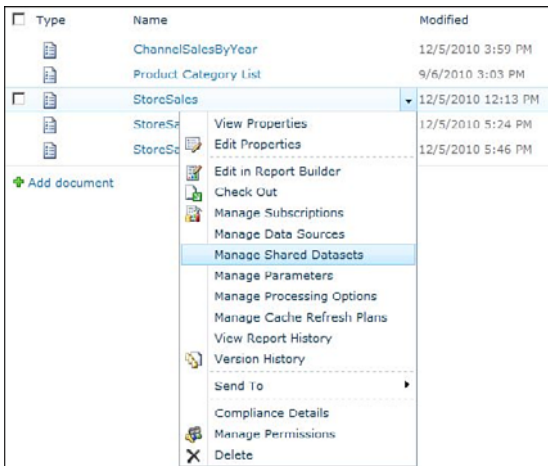 Type Name Modified
ChannelSalesByYear 12/5/2010 3:59 PM
Product Category List 9/6/2010 3:03 PM
StoreSales 12/5/2010 12:13 PM
StoreSa 12/5/2010 5:24 PM
StoreSa 12/5/2010 5:46 PM
Add document
View Properties
Edit Properties
Edit in Report Builder
Check Out
Manage Subscriptions
Manage Data Sources
Manage Shared Datasets
Manage Parameters
Manage Processing Options
Manage Cache Refresh Plans
View Report History
Version History
Send To
Compliance Details
Manage Permissions
Delete